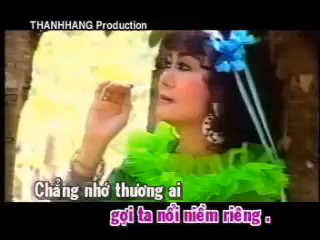 THANHHANG Production
Chẳng nhớ thương ai
gợi ta nỗi niềm riêng .